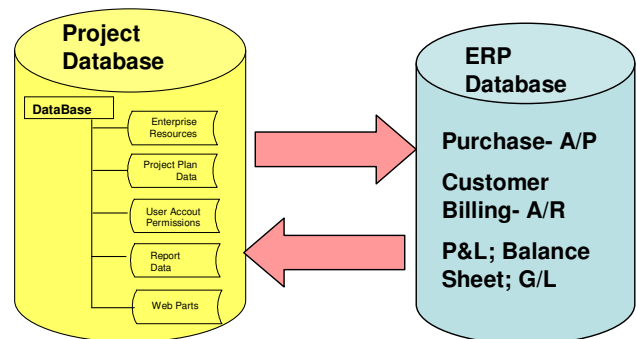 Project
Database
DataBase
Enterprise
Resources
Project Plan
Data
User Accout
Permissions
Report
Data
Web Parts
ERP
Database
Purchase- A/P
Customer
Billing- A/R
P&L; Balance
Sheet; G/L